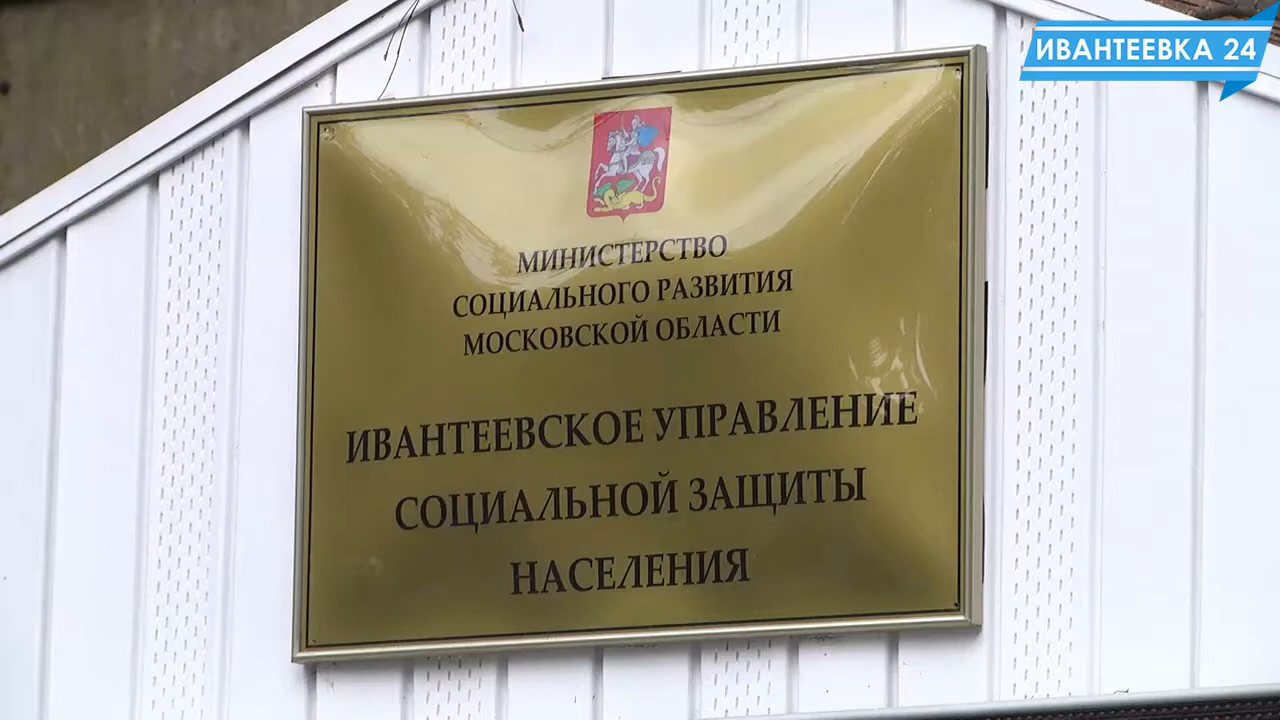 ИВАНТЕЕВКА 24
МИНИСТЕРСТВО
СОЦИАЛЬНОГО РАЗВИТИЯ
МОСКОВСКОЙ ОБЛАСТИ
ИВАНТЕЕВСКОЕ УПРАВЛЕНИЕ
СОЦИАЛЬНОЙ ЗАЩИТЫ
НАСЕЛЕНИЯ